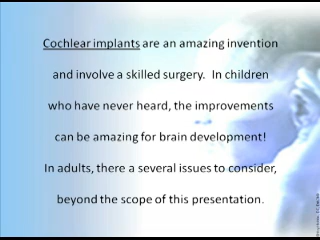 Cochlear implants are an amazing invention
and involve a skilled surgery.  In children
who have never heard, the improvements
can be amazing for brain development!
In adults, there a several issues to consider,
beyond the scope of this presentation.